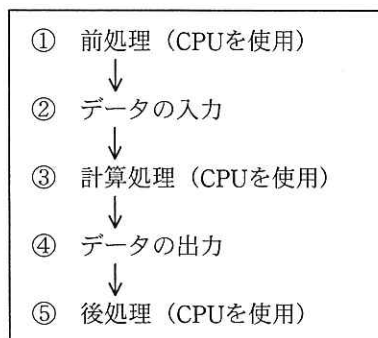 ① 前処理（CPUを使用）
② データの入力
③ 計算処理（CPUを使用）
④ データの出力
⑤ 後処理（CPUを使用）